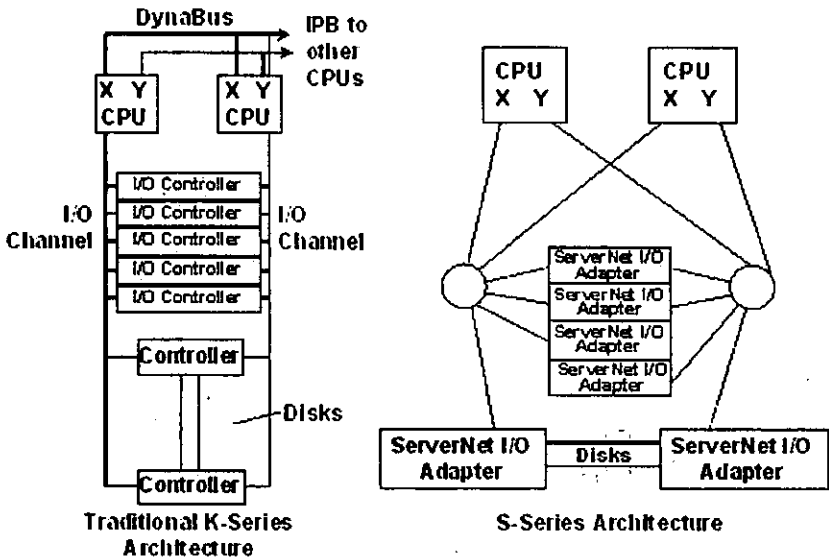 DynaBus
IPB to
other
CPUs
X Y
CPU
X Y
CPU
I/O Controller
I/O Controller
I/O Controller
I/O Controller
I/O Controller
I/O
Channel
I/O
Channel
Controller
Disks
Controller
Traditional K-Series
Architecture
CPU
X Y
CPU
X Y
ServerNet I/O
Adapter
ServerNet I/O
Adapter
ServerNet I/O
Adapter
ServerNet I/O
Adapter
ServerNet I/O
Adapter
Disks
ServerNet I/O
Adapter
S-Series Architecture